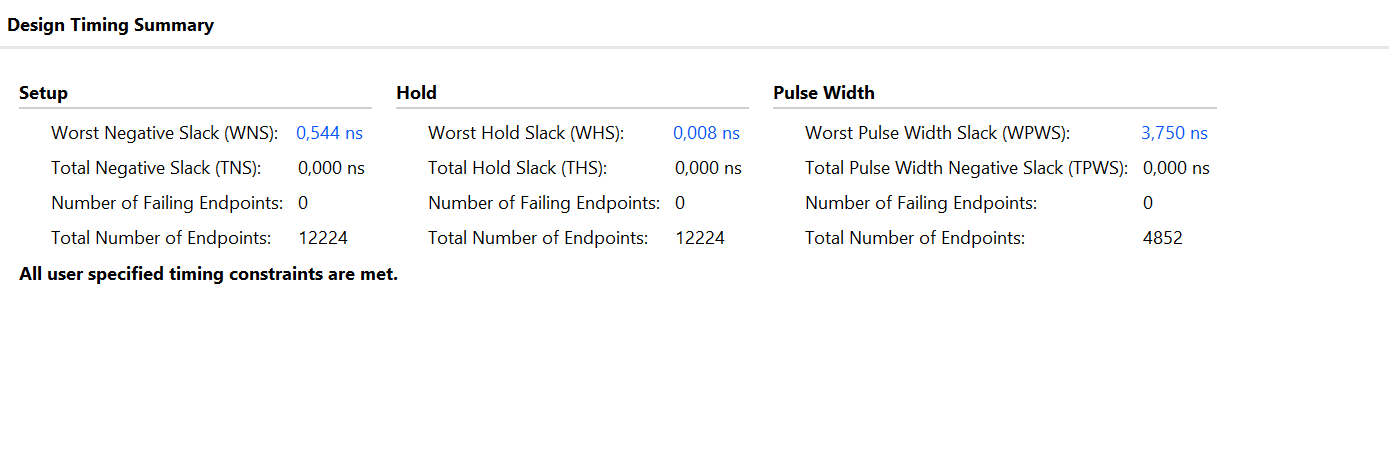 Design Timing Summary
Setup Hold Pulse Width
Worst Negative Slack (WNS): 0,544 ns Worst Hold Slack (WHS): 0,008 ns Worst Pulse Width Slack (WPWS): 3,750 ns
Total Negative Slack (TNS): 0,000 ns Total Hold Slack (THS): 0,000 ns Total Pulse Width Negative Slack (TPWS): 0,000 ns
Number of Failing Endpoints: 0 Number of Failing Endpoints: 0 Number of Failing Endpoints: 0
Total Number of Endpoints: 12224 Total Number of Endpoints: 12224 Total Number of Endpoints: 4852
All user specified timing constraints are met.